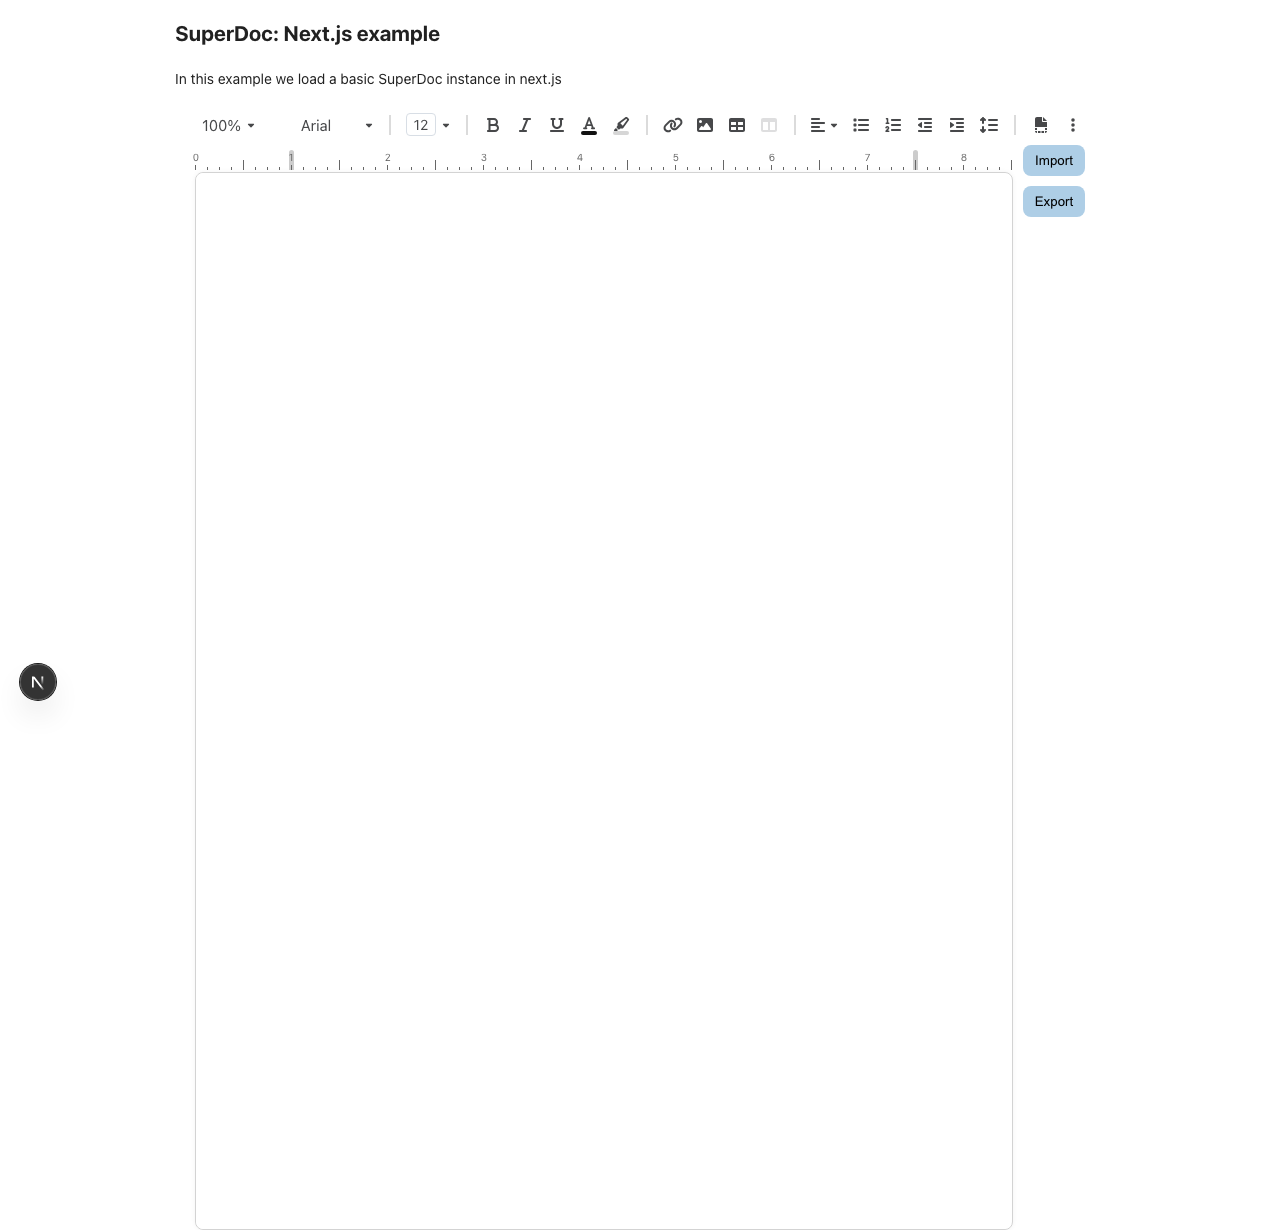 SuperDoc: Next.js example
In this example we load a basic SuperDoc instance in next.js
100% Arial 12 B I U A
0 1 2 3 4 5 6 7 8
Import
Export
N